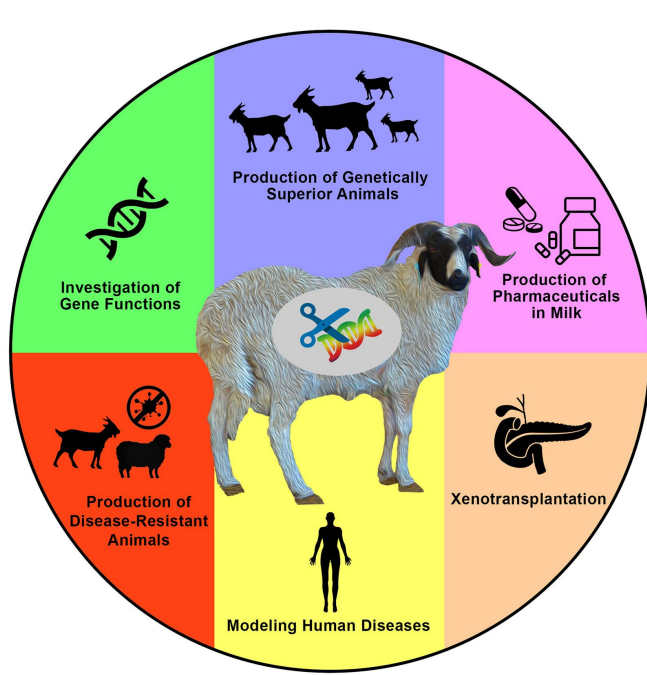 Production of Genetically
Superior Animals
Investigation of
Gene Functions
Production of
Pharmaceuticals
in Milk
Production of
Disease-Resistant
Animals
Xenotransplantation
Modeling Human Diseases